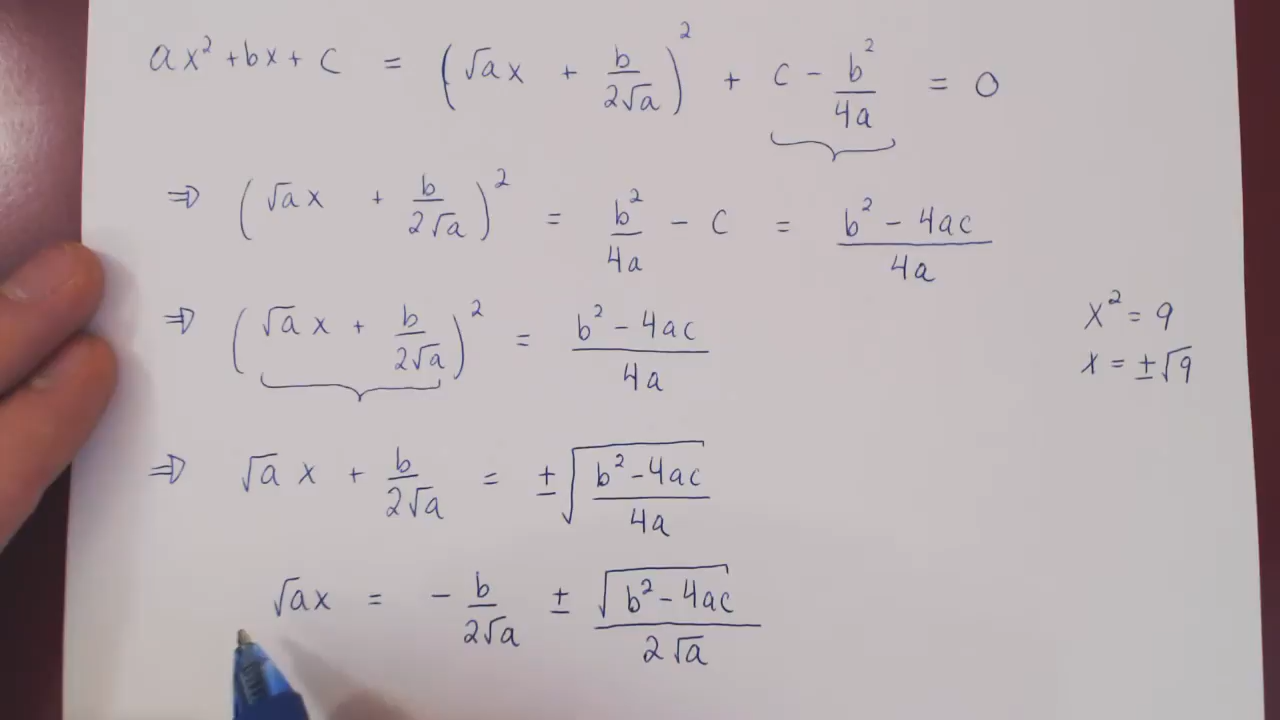 ax² + bx + c = (√a x + b/2√a)² + c - b²/4a = 0
⇒ (√a x + b/2√a)² = b²/4a - c = b² - 4ac/4a
⇒ (√a x + b/2√a)² = b² - 4ac/4a
x² = 9
x = ±√9
⇒ √a x + b/2√a = ±√(b² - 4ac/4a)
√a x = - b/2√a ± √(b² - 4ac)/2√a